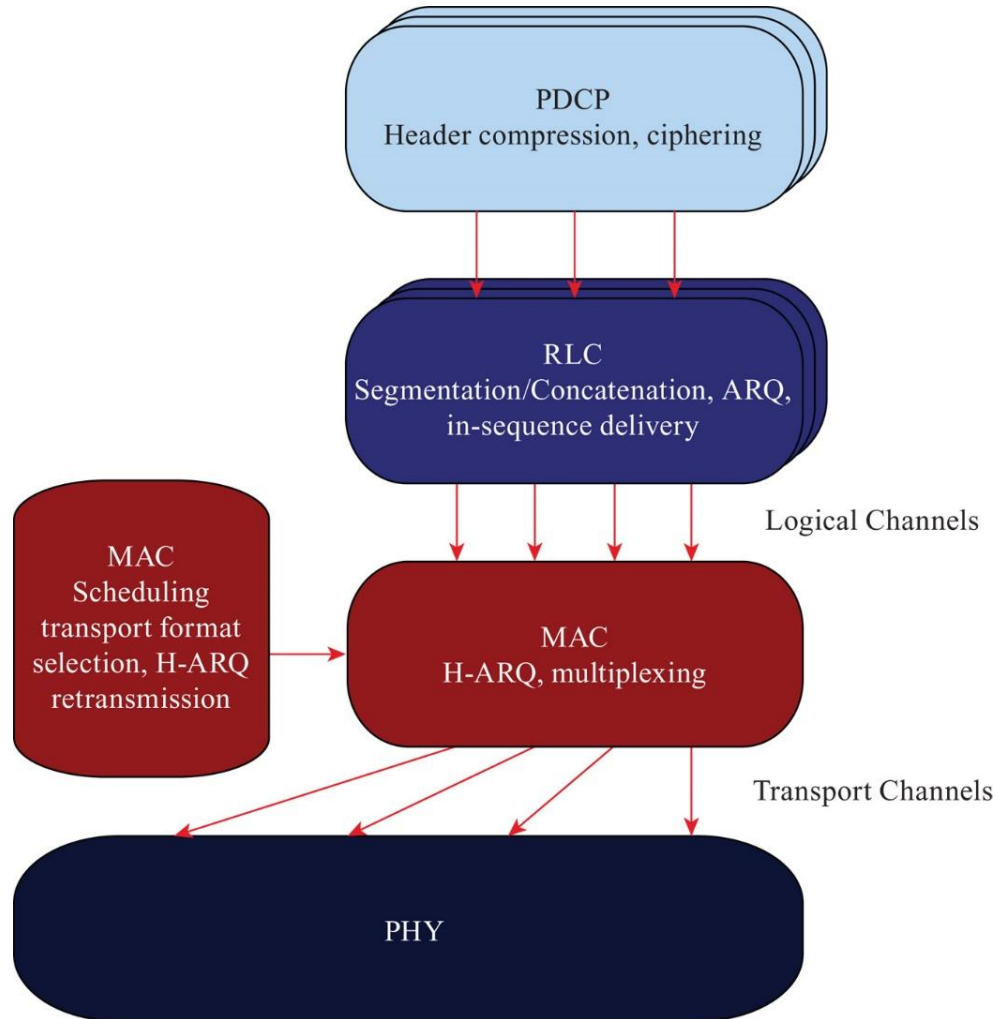 PDCP
Header compression, ciphering
RLC
Segmentation/Concatenation, ARQ,
in-sequence delivery
Logical Channels
MAC
Scheduling
transport format
selection, H-ARQ
retransmission
MAC
H-ARQ, multiplexing
Transport Channels
PHY